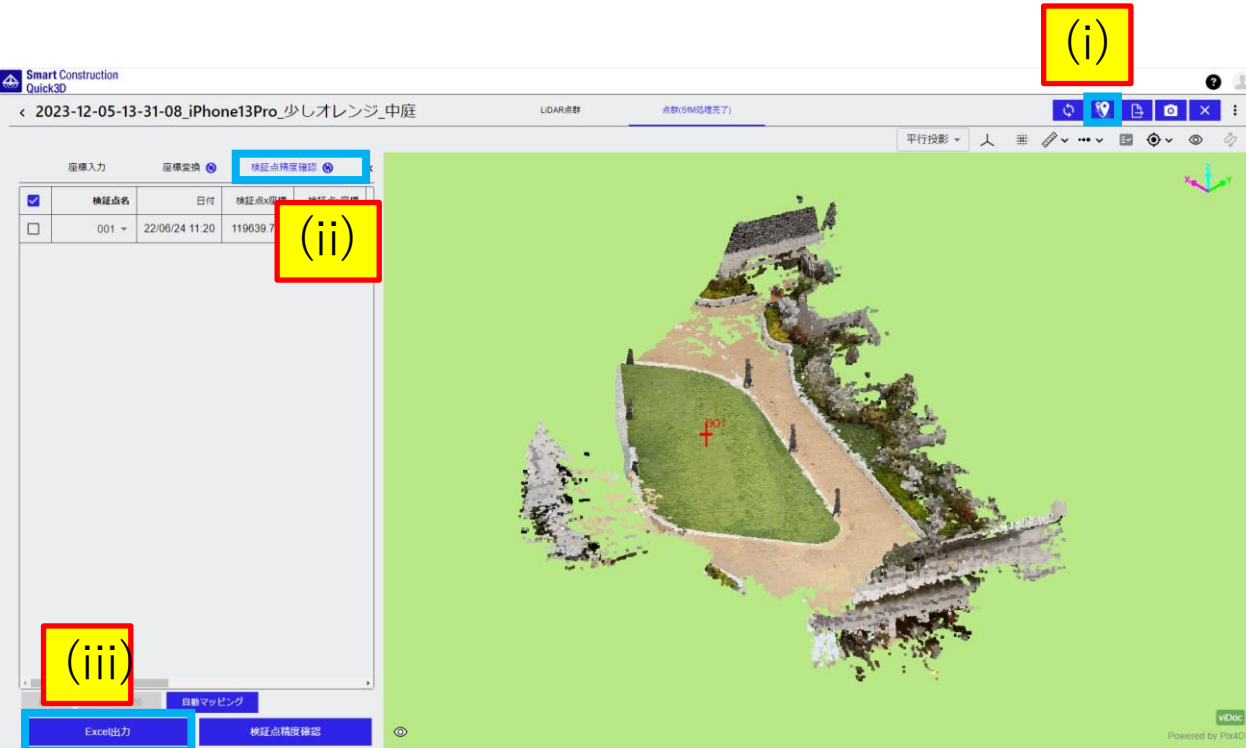 (i)
Smart Construction
Quick3D
2023-12-05-13-31-08_iPhone13Pro_少しオレンジ_中庭
LiDAR点群
点群(SfM処理完了)
平行投影
座標入力
座標変換
検証点精度確認
検証点名
日付
検証点x座標
001
22/06/24 11:20
119639.7
(ii)
X
Z
Y
001
(iii)
自動マッピング
Excel出力
検証点精度確認
viDoc
Powered by Pix4D